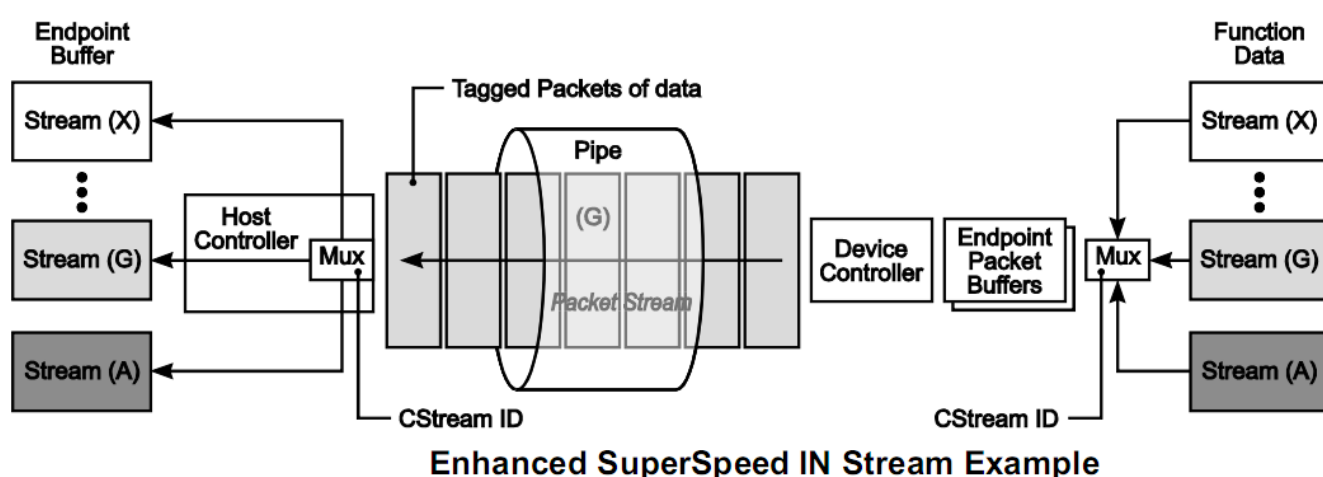 Endpoint
Buffer
Function
Data
Tagged Packets of data
Stream (X)
Pipe
Stream (X)
Host
Controller
(G)
Device
Controller
Endpoint
Packet
Buffers
Stream (G)
Mux
Mux
Stream (G)
Packet Stream
Stream (A)
Stream (A)
CStream ID
CStream ID
Enhanced SuperSpeed IN Stream Example